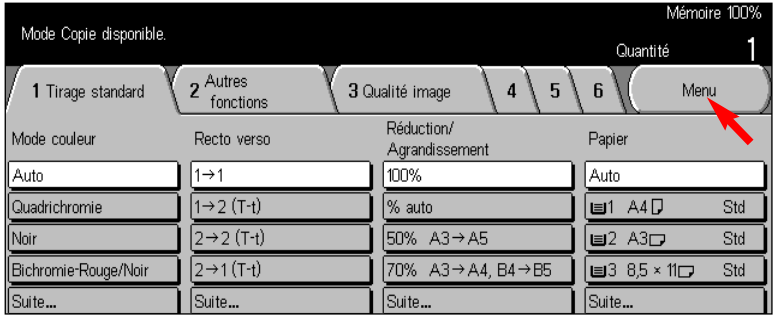 Mémoire 100%
Mode Copie disponible.
Quantité 1
1 Tirage standard
2 Autres
fonctions
3 Qualité image
4
5
6
Menu
Mode couleur
Auto
Quadrichromie
Noir
Bichromie-Rouge/Noir
Suite...
Recto verso
1→1
1→2 (T-t)
2→2 (T-t)
2→1 (T-t)
Suite...
Réduction/
Agrandissement
100%
% auto
50% A3→A5
70% A3→A4, B4→B5
Suite...
Papier
Auto
1 A4 Std
2 A3 Std
3 8,5 × 11 Std
Suite...